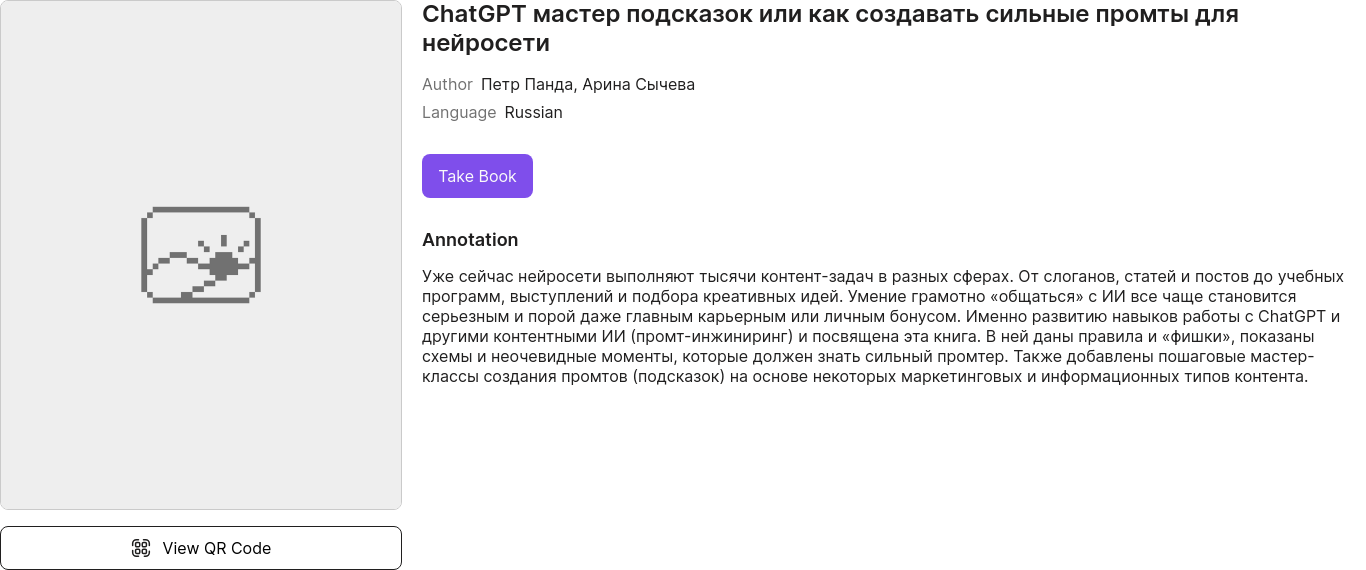 ChatGPT мастер подсказок или как создавать сильные промты для
нейросети
Author Петр Панда, Арина Сычева
Language Russian
Take Book
Annotation
Уже сейчас нейросети выполняют тысячи контент-задач в разных сферах. От слоганов, статей и постов до учебных
программ, выступлений и подбора креативных идей. Умение грамотно «общаться» с ИИ все чаще становится
серьезным и порой даже главным карьерным или личным бонусом. Именно развитию навыков работы с ChatGPT и
другими контентными ИИ (промт-инжиниринг) и посвящена эта книга. В ней даны правила и «фишки», показаны
схемы и неочевидные моменты, которые должен знать сильный промтер. Также добавлены пошаговые мастер-
классы создания промтов (подсказок) на основе некоторых маркетинговых и информационных типов контента.
View QR Code